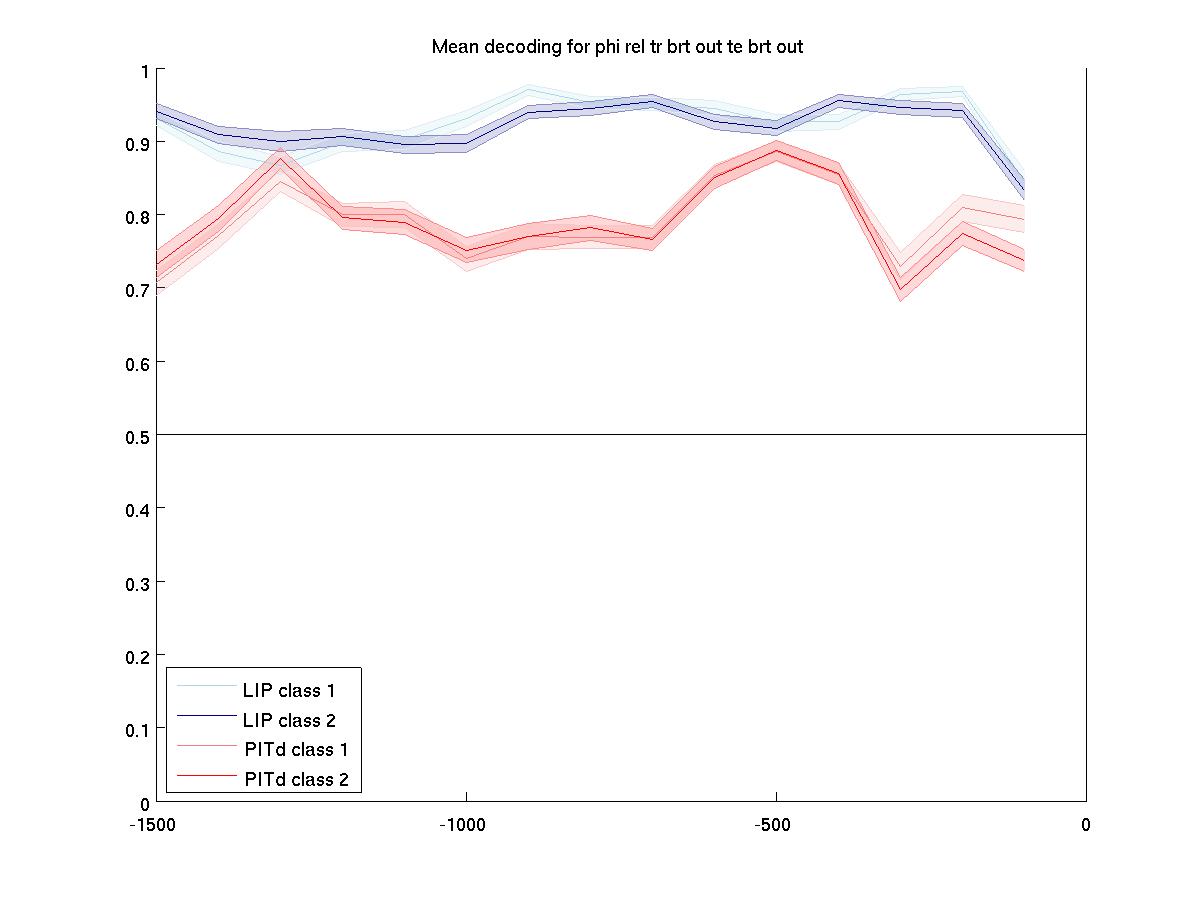 Mean decoding for phi rel tr brt out te brt out
1
0.9
0.8
0.7
0.6
0.5
0.4
0.3
0.2
0.1
0
LIP class 1
LIP class 2
PITd class 1
PITd class 2
-1500 -1000 -500 0